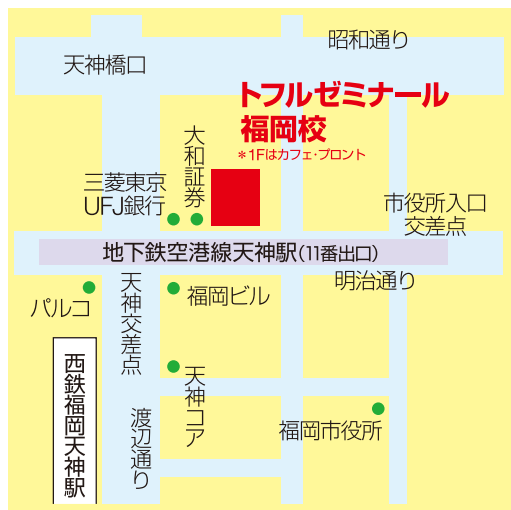 昭和通り
天神橋口
トフルゼミナール
福岡校
＊1Fはカフェ・プロント
大和証券
三菱東京
UFJ銀行
市役所入口
交差点
地下鉄空港線天神駅(11番出口)
明治通り
天神交差点
福岡ビル
パルコ
西鉄福岡天神駅
天神コア
渡辺通り
福岡市役所